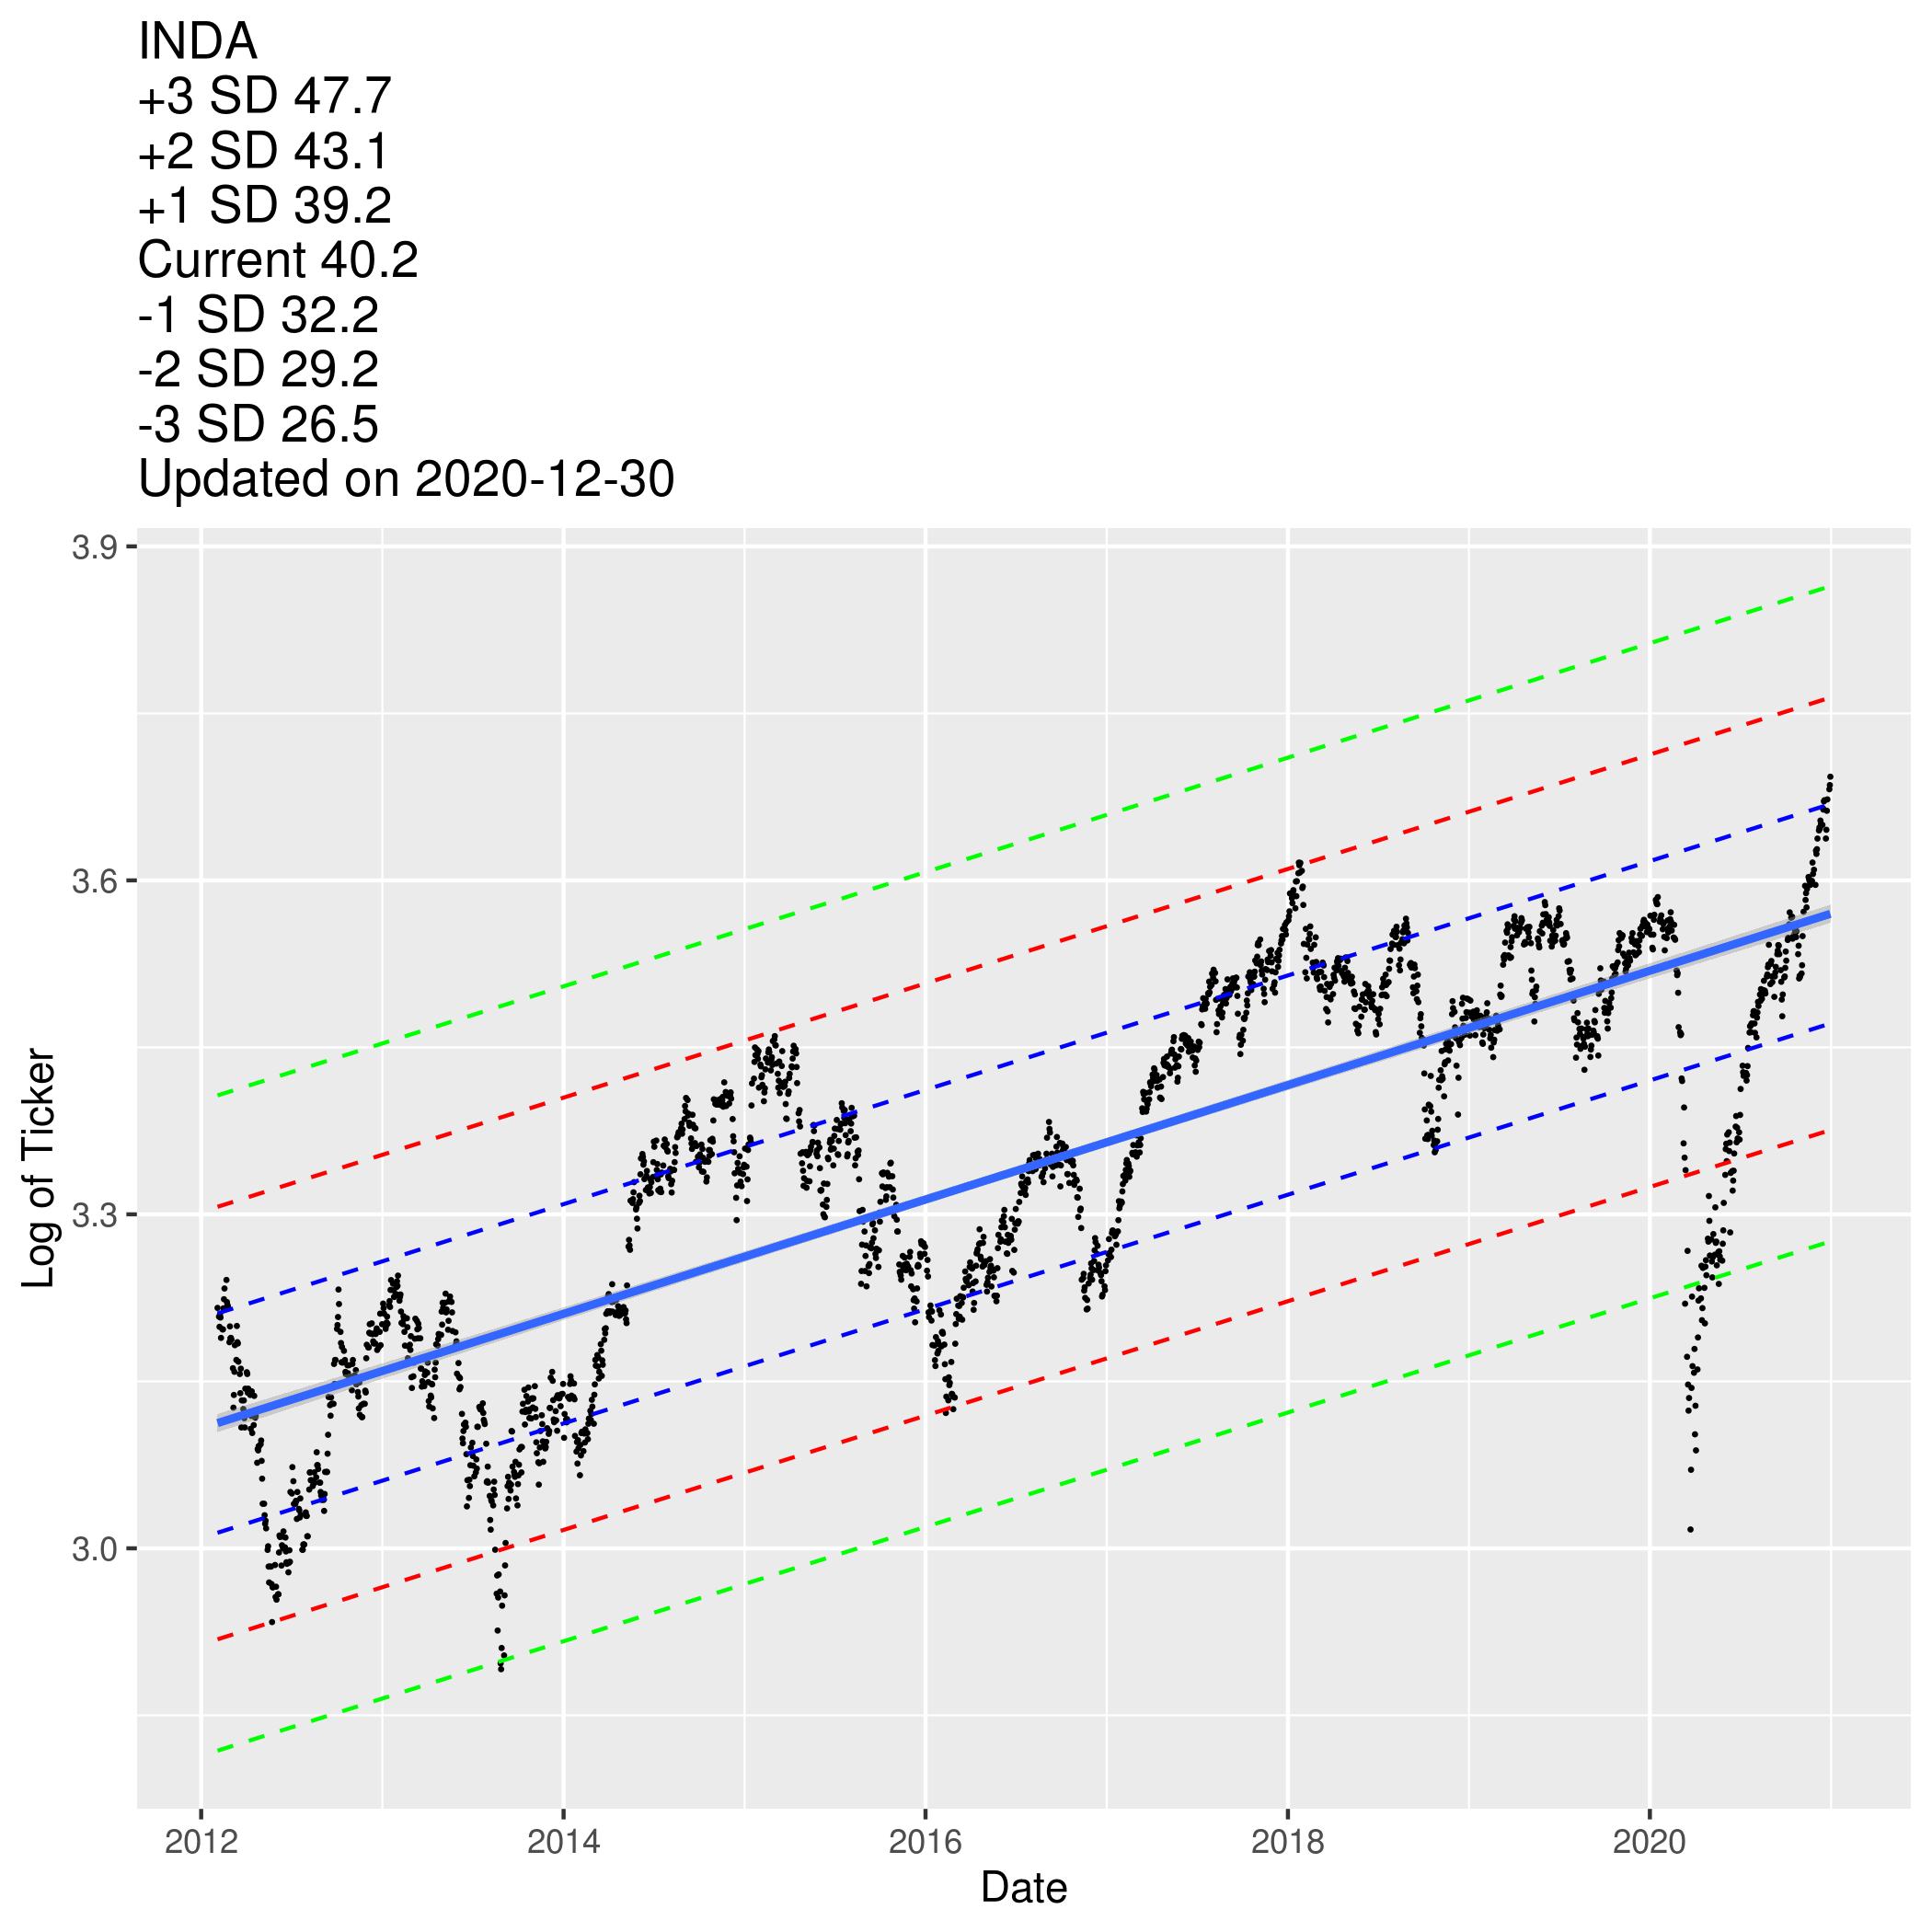 INDA
+3 SD 47.7
+2 SD 43.1
+1 SD 39.2
Current 40.2
-1 SD 32.2
-2 SD 29.2
-3 SD 26.5
Updated on 2020-12-30
3.9
3.6
3.3
3.0
Log of Ticker
2012 2014 2016 2018 2020
Date